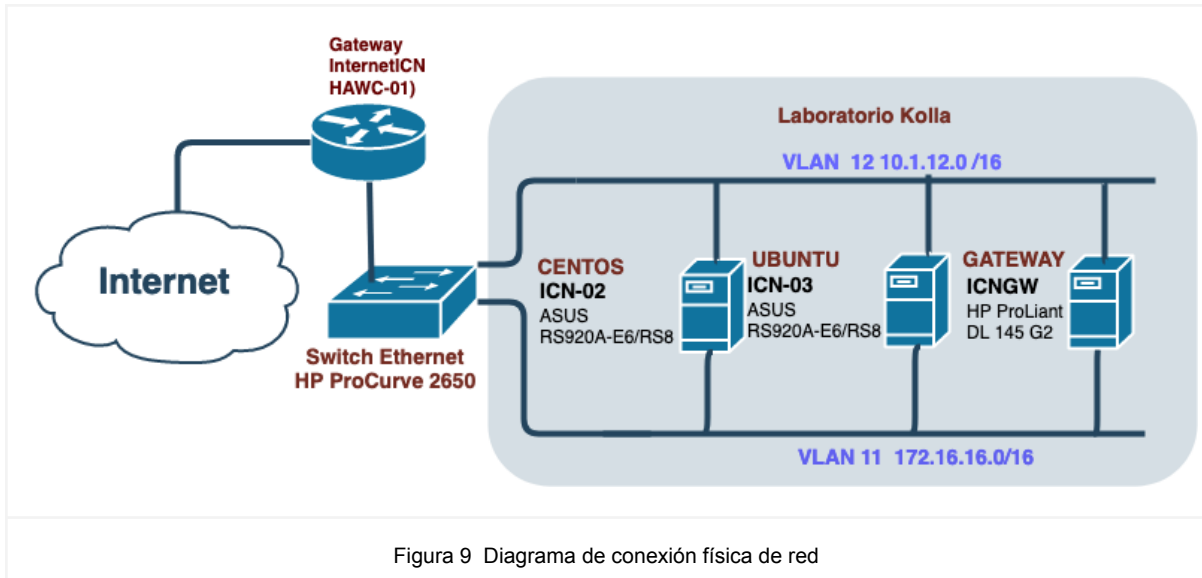 Gateway
InternetICN
HAWC-01)
Laboratorio Kolla
VLAN 12 10.1.12.0 /16
Internet
Switch Ethernet
HP ProCurve 2650
CENTOS
ICN-02
ASUS
RS920A-E6/RS8
UBUNTU
ICN-03
ASUS
RS920A-E6/RS8
GATEWAY
ICNGW
HP ProLiant
DL 145 G2
VLAN 11 172.16.16.0/16
Figura 9 Diagrama de conexión física de red